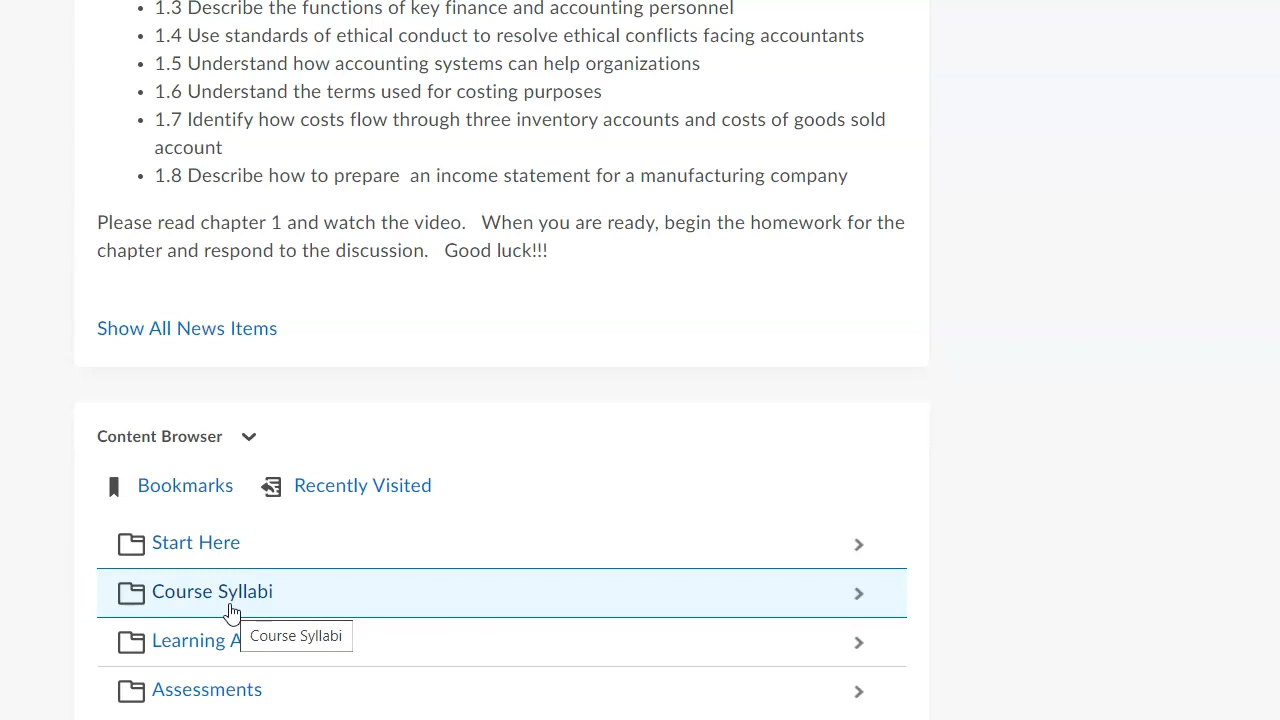 • 1.3 Describe the functions of key finance and accounting personnel
• 1.4 Use standards of ethical conduct to resolve ethical conflicts facing accountants
• 1.5 Understand how accounting systems can help organizations
• 1.6 Understand the terms used for costing purposes
• 1.7 Identify how costs flow through three inventory accounts and costs of goods sold
account
• 1.8 Describe how to prepare  an income statement for a manufacturing company
Please read chapter 1 and watch the video.   When you are ready, begin the homework for the
chapter and respond to the discussion.   Good luck!!!
Show All News Items
Content Browser
Bookmarks Recently Visited
Start Here
Course Syllabi
Course Syllabi
Learning A
Assessments